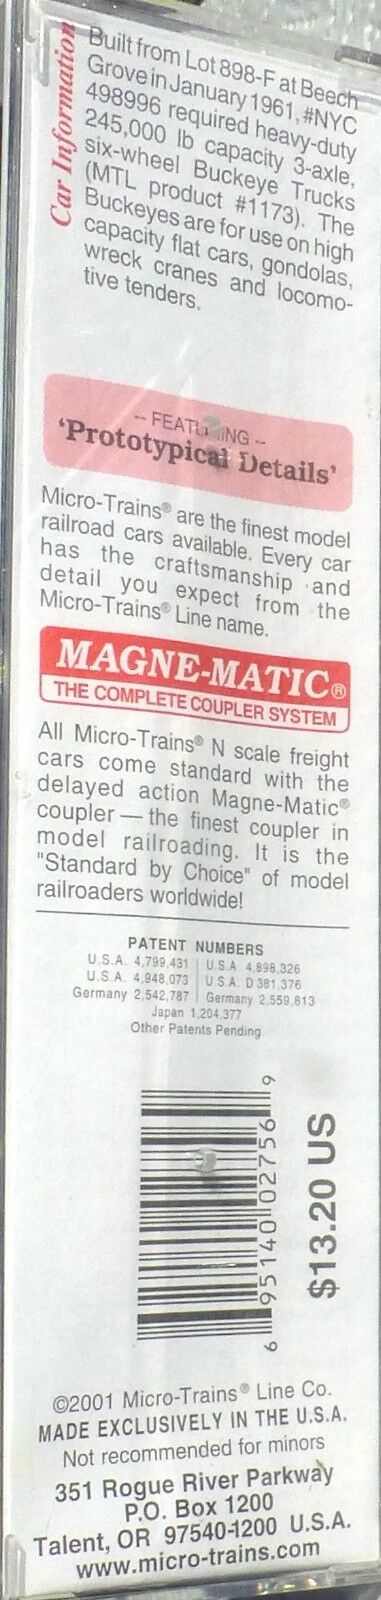 Car Information
Built from Lot 898-F at Beech
Grove in January 1961, #NYC
498996 required heavy-duty
245,000 lb capacity 3-axle,
six-wheel Buckeye Trucks
(MTL product #1173). The
Buckeyes are for use on high
capacity flat cars, gondolas,
wreck cranes and locomo-
tive tenders.
-- FEATURING --
'Prototypical Details'
Micro-Trains® are the finest model
railroad cars available. Every car
has the craftsmanship and
detail you expect from the
Micro-Trains® Line name.
MAGNE-MATIC®
THE COMPLETE COUPLER SYSTEM
All Micro-Trains® N scale freight
cars come standard with the
delayed action Magne-Matic®
coupler — the finest coupler in
model railroading. It is the
"Standard by Choice" of model
railroaders worldwide!
PATENT NUMBERS
U.S.A. 4,799,431 | U.S.A 4,898,326
U.S.A. 4,948,073 | U.S.A. D 381,376
Germany 2,542,787 | Germany 2,559,813
Japan 1,204,377
Other Patents Pending
6 95140 02756 9
$13.20 US
©2001 Micro-Trains® Line Co.
MADE EXCLUSIVELY IN THE U.S.A.
Not recommended for minors
351 Rogue River Parkway
P.O. Box 1200
Talent, OR 97540-1200 U.S.A.
www.micro-trains.com